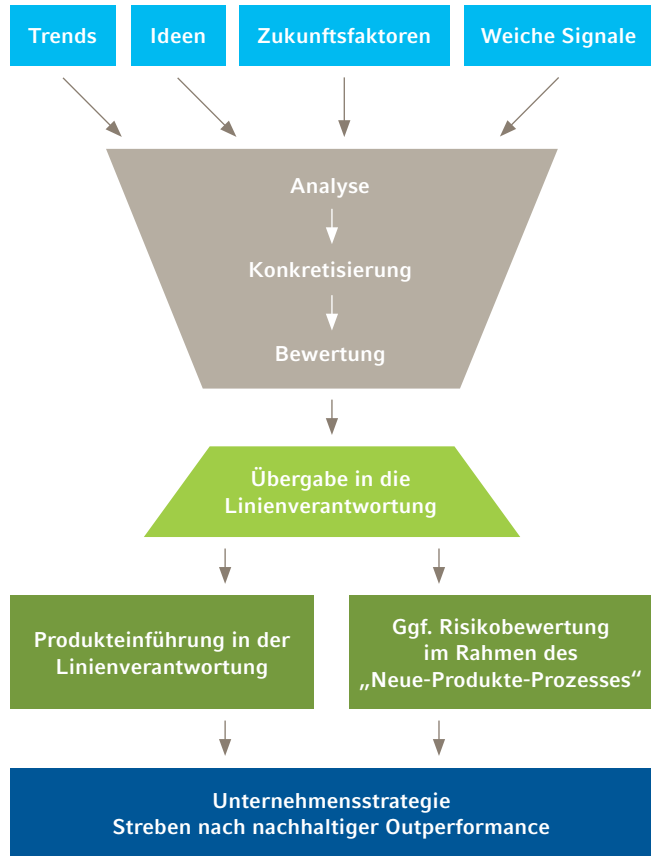 Trends
Ideen
Zukunftsfaktoren
Weiche Signale
Analyse
Konkretisierung
Bewertung
Übergabe in die
Linienverantwortung
Produkteinführung in der
Linienverantwortung
Ggf. Risikobewertung
im Rahmen des
„Neue-Produkte-Prozesses“
Unternehmensstrategie
Streben nach nachhaltiger Outperformance